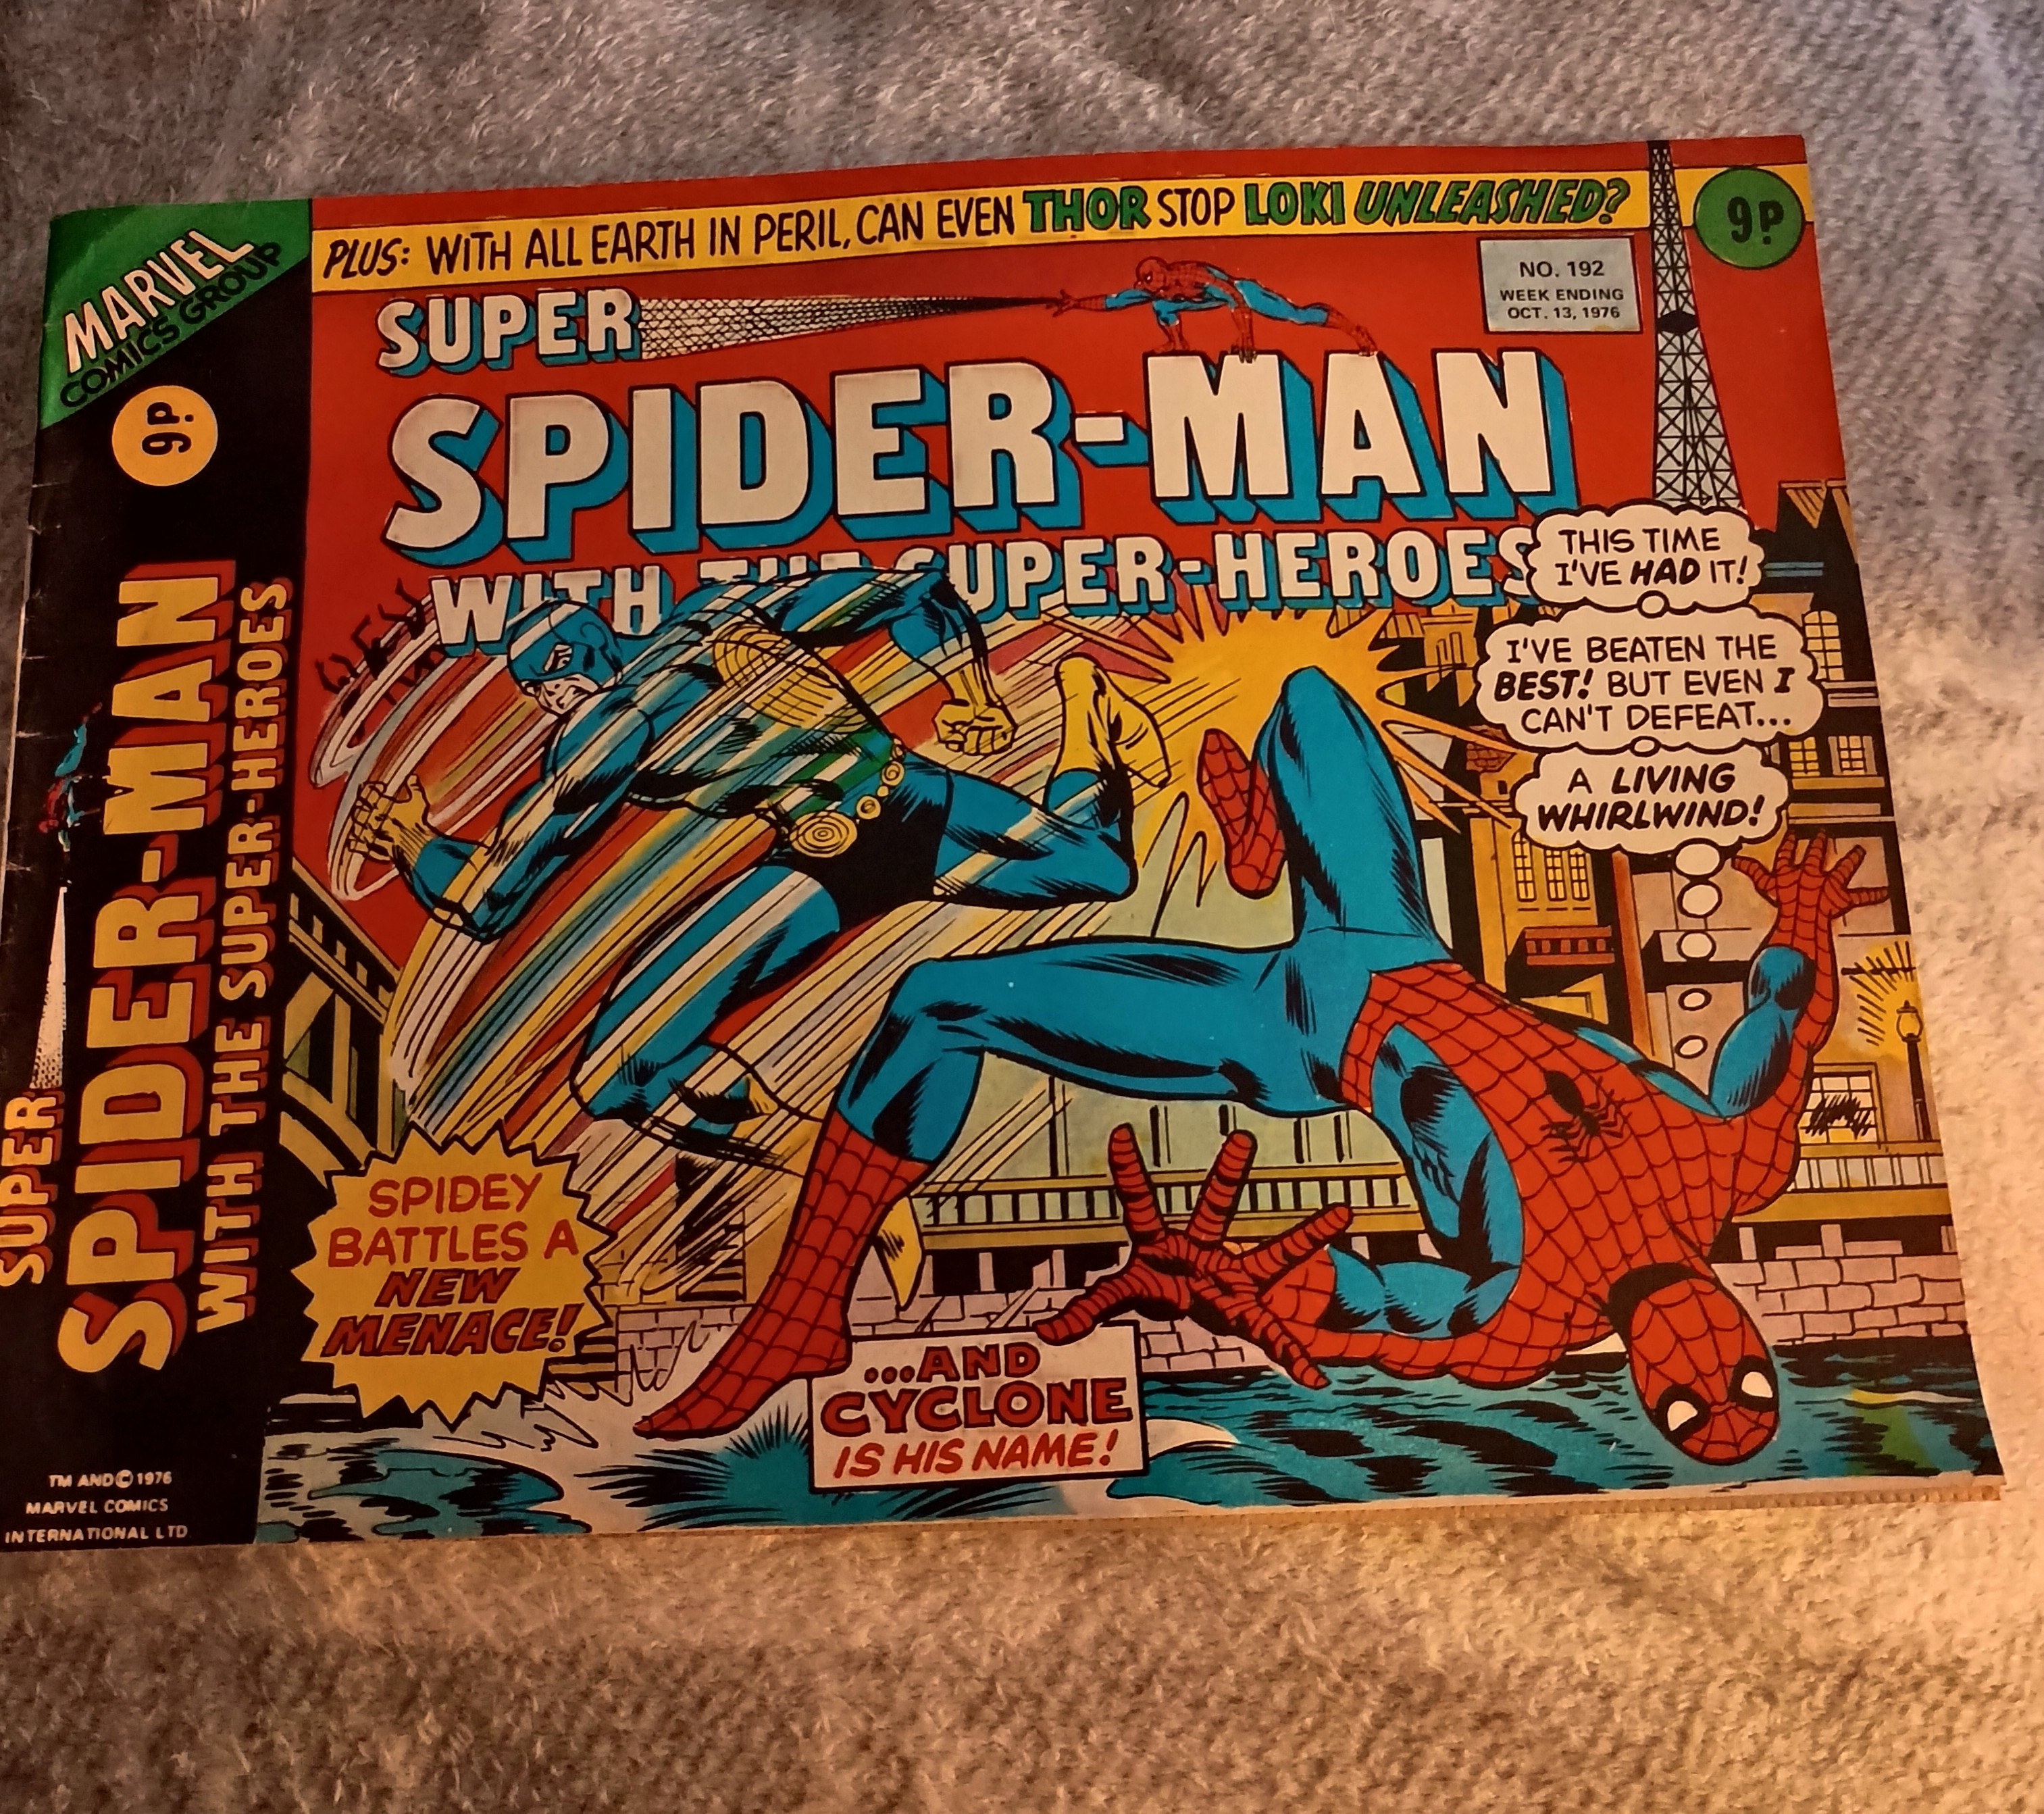 MARVEL
COMICS GROUP
9P
SUPER
SPIDER-MAN
WITH THE SUPER-HEROES
TM AND © 1976
MARVEL COMICS
INTERNATIONAL LTD
PLUS: WITH ALL EARTH IN PERIL, CAN EVEN THOR STOP LOKI UNLEASHED?
9P
NO. 192
WEEK ENDING
OCT. 13, 1976
SUPER
SPIDER-MAN
WITH THE SUPER-HEROES
THIS TIME
I'VE HAD IT!
I'VE BEATEN THE
BEST! BUT EVEN I
CAN'T DEFEAT...
A LIVING
WHIRLWIND!
SPIDEY
BATTLES A
NEW
MENACE!
...AND
CYCLONE
IS HIS NAME!